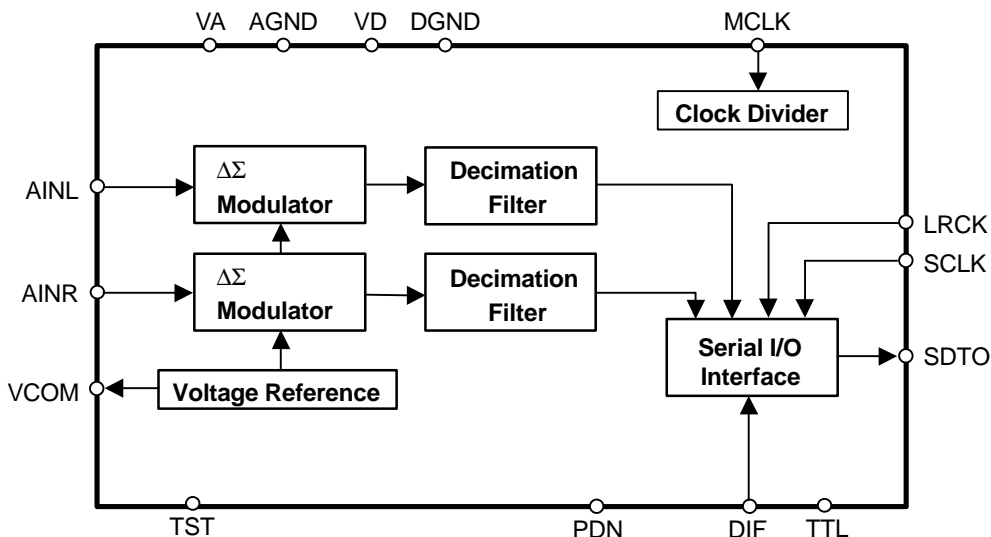 VA AGND VD DGND MCLK
Clock Divider
ΔΣ
Modulator
Decimation
Filter
AINL
LRCK
SCLK
ΔΣ
Modulator
Decimation
Filter
AINR
Serial I/O
Interface
SDTO
VCOM
Voltage Reference
TST PDN DIF TTL